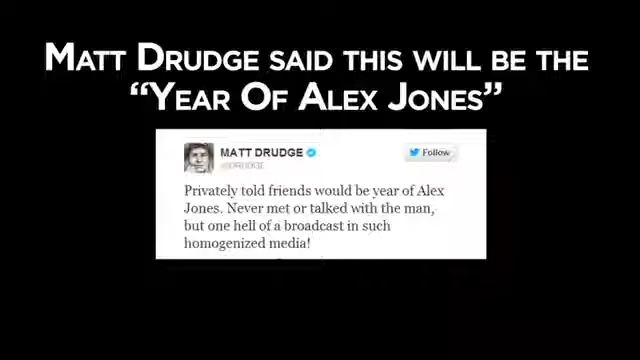 MATT DRUDGE SAID THIS WILL BE THE
“YEAR OF ALEX JONES”
MATT DRUDGE
Follow
@DRUDGE
Privately told friends would be year of Alex
Jones. Never met or talked with the man,
but one hell of a broadcast in such
homogenized media!